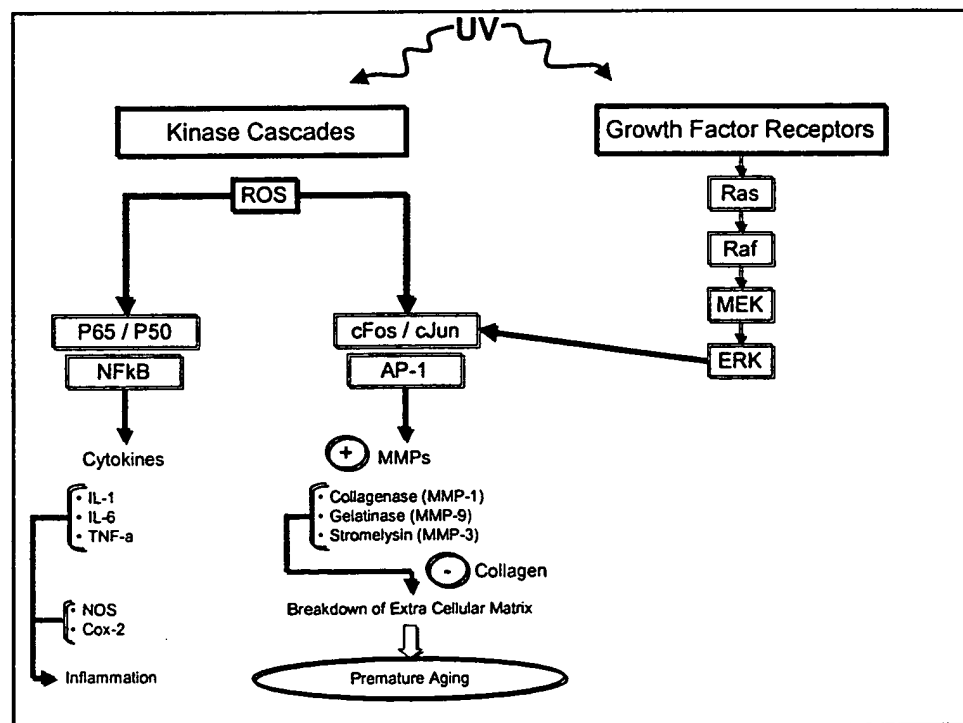 UV
Kinase Cascades
Growth Factor Receptors
ROS
Ras
Raf
MEK
ERK
P65 / P50
NFkB
cFos / cJun
AP-1
Cytokines
• IL-1
• IL-6
• TNF-a
• NOS
• Cox-2
Inflammation
+ MMPs
• Collagenase (MMP-1)
• Gelatinase (MMP-9)
• Stromelysin (MMP-3)
- Collagen
Breakdown of Extra Cellular Matrix
Premature Aging